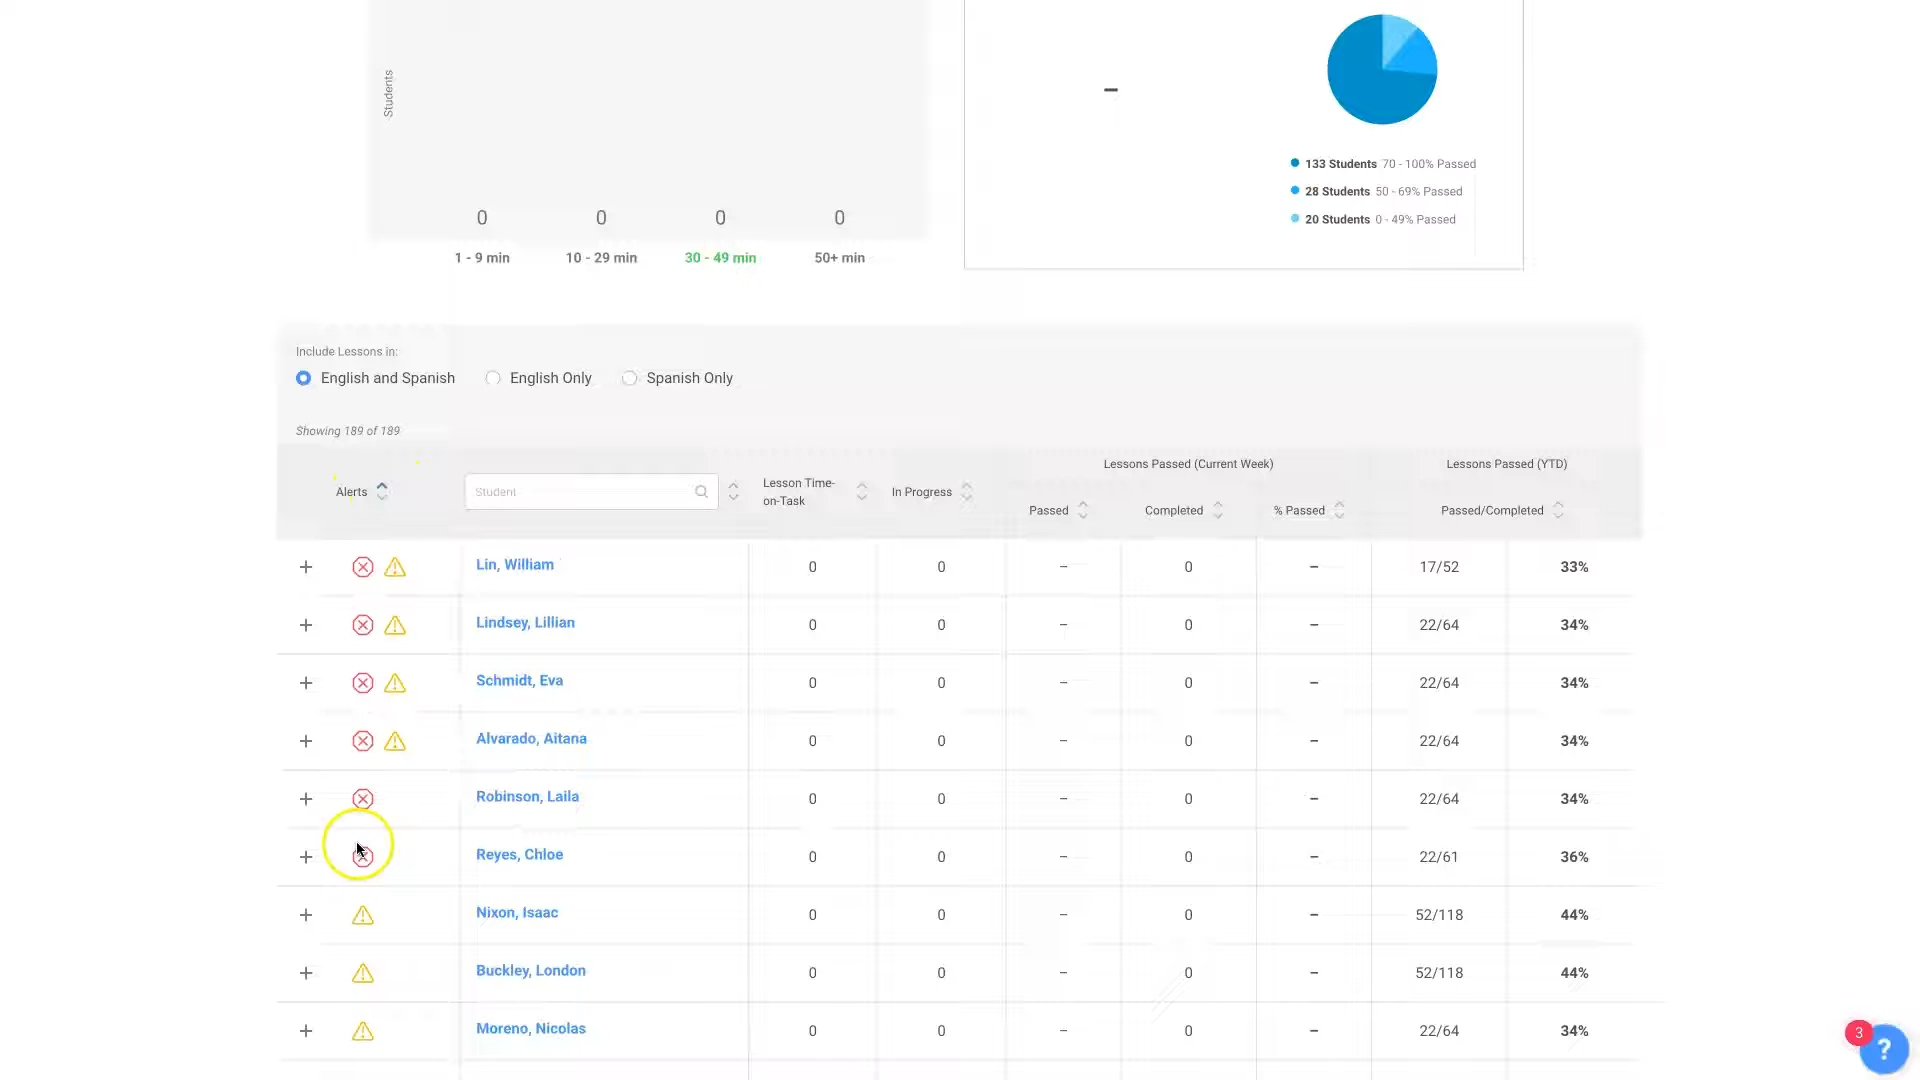 Students
–
133 Students 70 - 100% Passed
28 Students 50 - 69% Passed
20 Students 0 - 49% Passed
0 0 0 0
1 - 9 min 10 - 29 min 30 - 49 min 50+ min
Include Lessons in:
English and Spanish English Only Spanish Only
Showing 189 of 189
Lessons Passed (Current Week) Lessons Passed (YTD)
Alerts Student Lesson Time-
on-Task In Progress
Passed Completed % Passed Passed/Completed
+ Lin, William 0 0 – 0 – 17/52 33%
+ Lindsey, Lillian 0 0 – 0 – 22/64 34%
+ Schmidt, Eva 0 0 – 0 – 22/64 34%
+ Alvarado, Aitana 0 0 – 0 – 22/64 34%
+ Robinson, Laila 0 0 – 0 – 22/64 34%
+ Reyes, Chloe 0 0 – 0 – 22/61 36%
+ Nixon, Isaac 0 0 – 0 – 52/118 44%
+ Buckley, London 0 0 – 0 – 52/118 44%
+ Moreno, Nicolas 0 0 – 0 – 22/64 34%
3
?